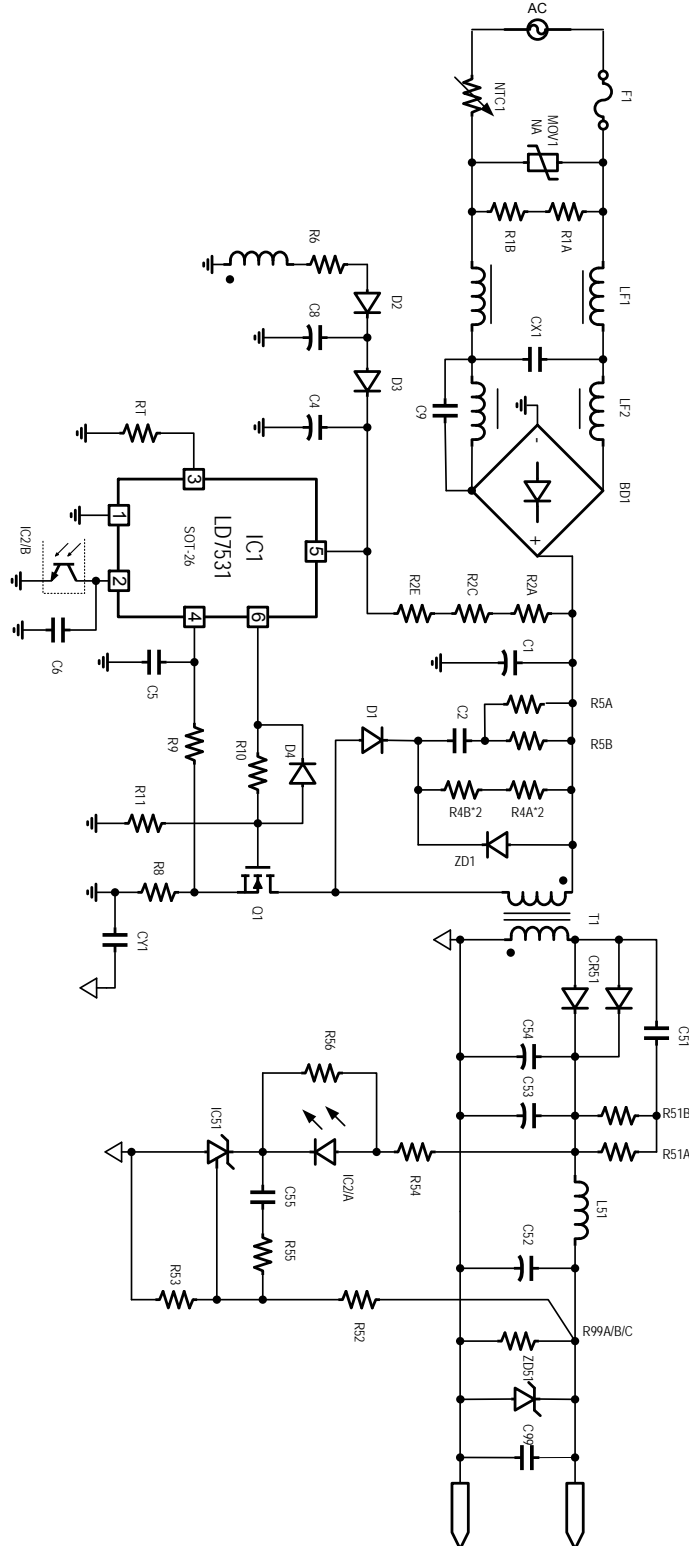 AC
F1
NTC1
MOV1
NA
R1B
R1A
R6
D2
C8
LF1
CX1
D3
C4
C9
LF2
BD1
-
+
RT
3
1
IC2/B
2
IC1
LD7531
SOT-26
5
4
6
C6
C5
R2E
R2C
R2A
C1
D1
C2
R5A
R5B
R9
R10
D4
R4B*2
R4A*2
R11
ZD1
R8
Q1
CY1
T1
CR51
C51
C54
C53
R56
R51B
IC51
IC2/A
R54
R51A
C55
L51
R55
C52
R53
R52
R99A/B/C
ZD51
C99